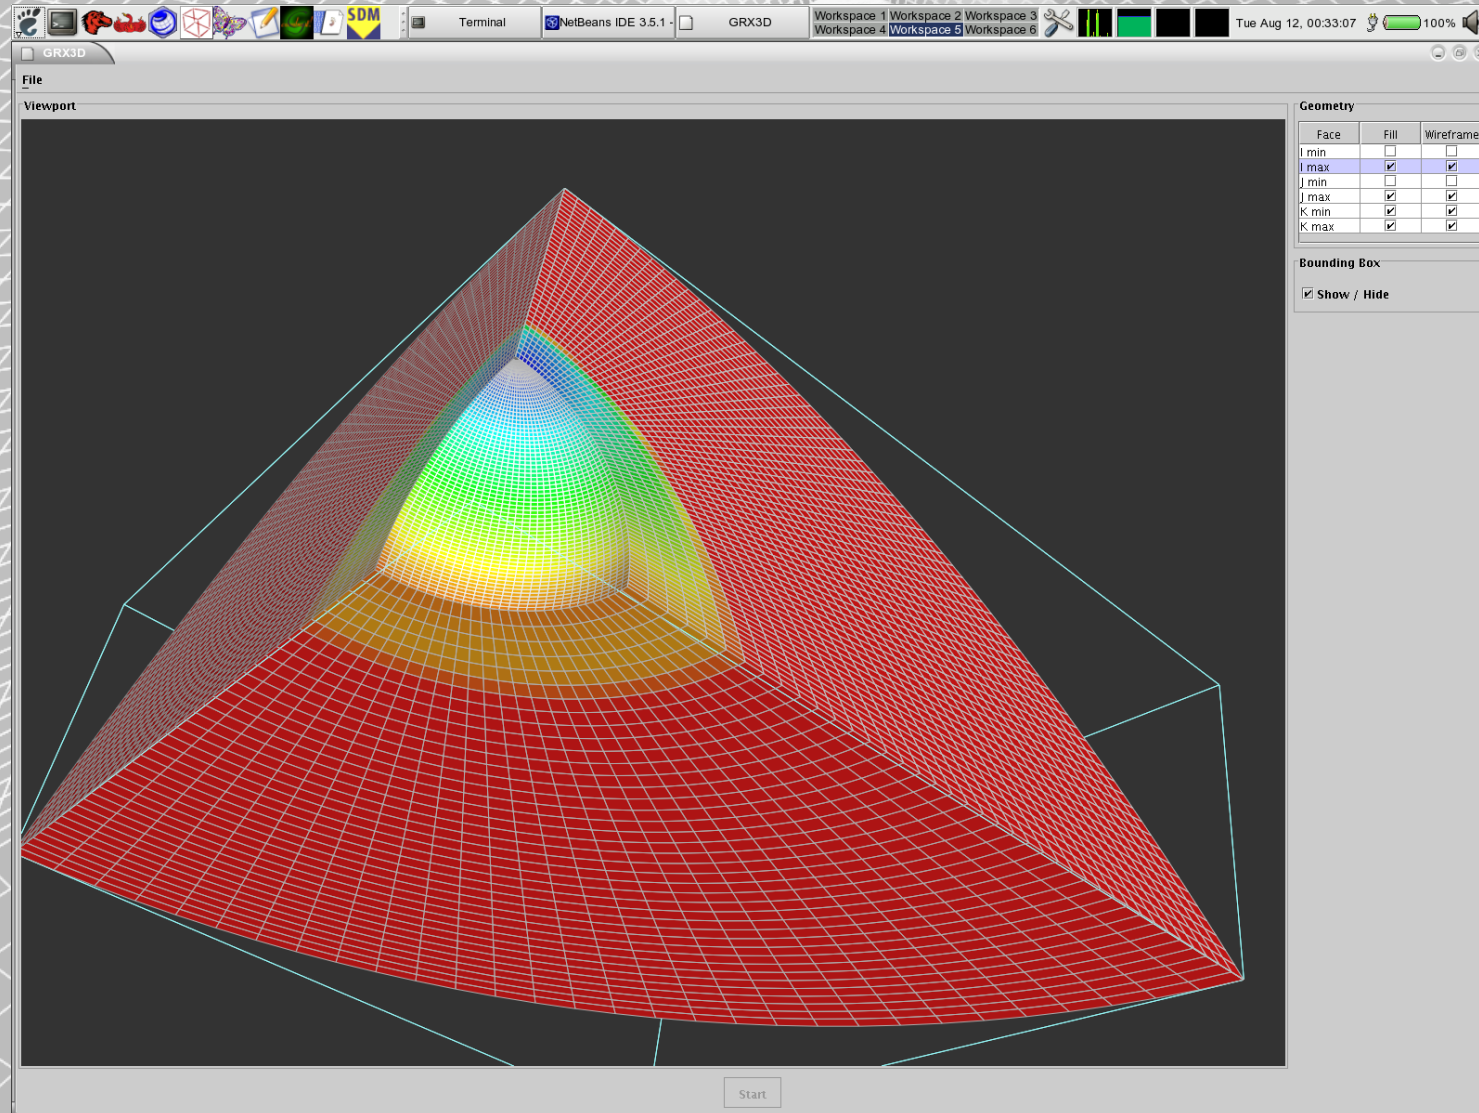 SDM
Terminal
NetBeans IDE 3.5.1 -
GRX3D
Workspace 1 Workspace 2 Workspace 3
Workspace 4 Workspace 5 Workspace 6
Tue Aug 12, 00:33:07
100%
GRX3D
File
Viewport
Geometry
Face Fill Wireframe
I min
I max
J min
J max
K min
K max
Bounding Box
Show / Hide
Start